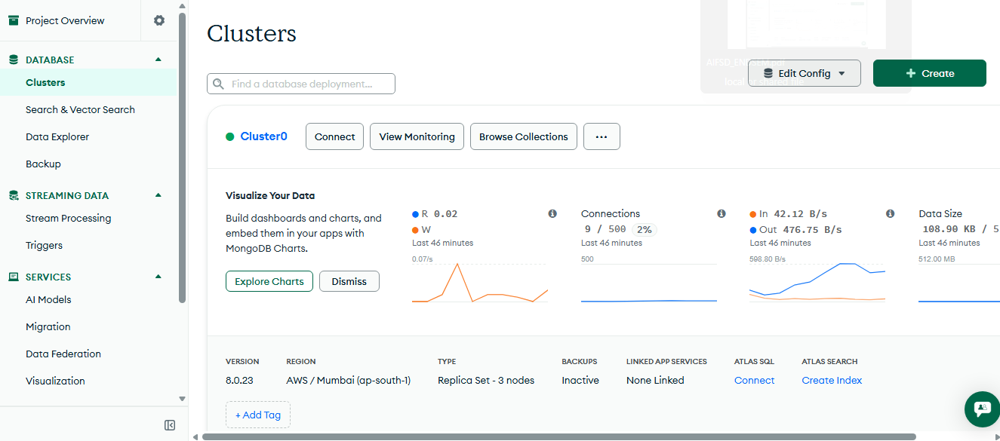 Project Overview
DATABASE
Clusters
Search & Vector Search
Data Explorer
Backup
STREAMING DATA
Stream Processing
Triggers
SERVICES
AI Models
Migration
Data Federation
Visualization
Clusters
Find a database deployment...
Edit Config
+ Create
Cluster0
Connect
View Monitoring
Browse Collections
...
Visualize Your Data
Build dashboards and charts, and
embed them in your apps with
MongoDB Charts.
Explore Charts
Dismiss
R 0.02
W
Last 46 minutes
0.07/s
Connections
9 / 500 2%
Last 46 minutes
500
In 42.12 B/s
Out 476.75 B/s
Last 46 minutes
598.80 B/s
Data Size
108.90 KB / 5
Last 46 minutes
512.00 MB
VERSION
8.0.23
REGION
AWS / Mumbai (ap-south-1)
TYPE
Replica Set - 3 nodes
BACKUPS
Inactive
LINKED APP SERVICES
None Linked
ATLAS SQL
Connect
ATLAS SEARCH
Create Index
+ Add Tag